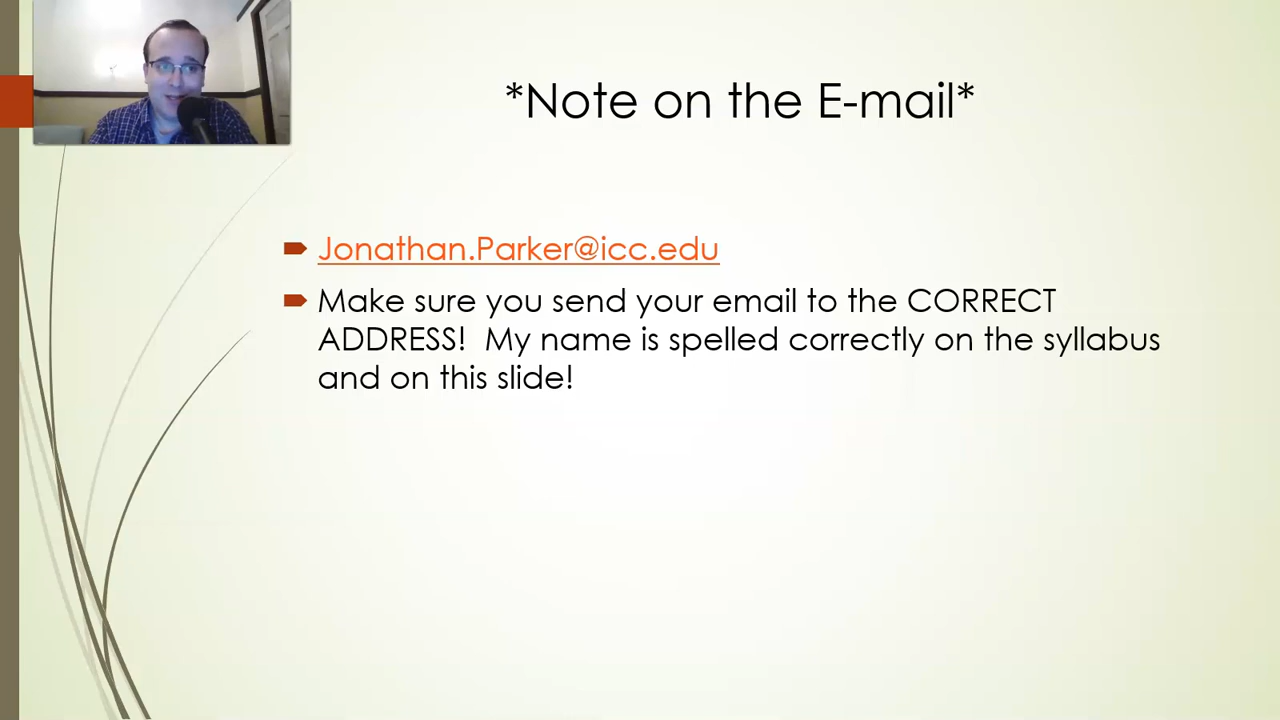 *Note on the E-mail*
Jonathan.Parker@icc.edu
Make sure you send your email to the CORRECT
ADDRESS!  My name is spelled correctly on the syllabus
and on this slide!